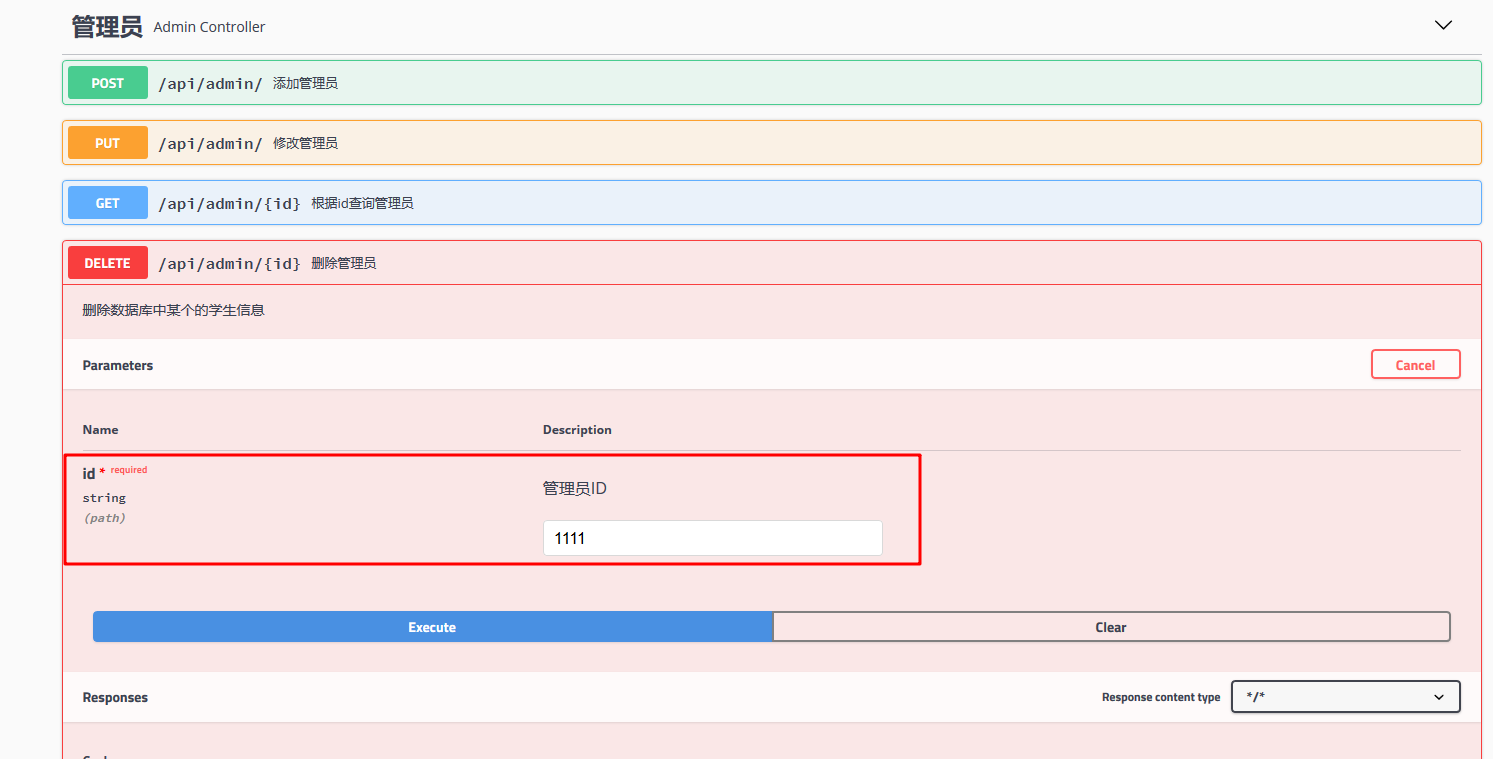 管理员 Admin Controller
POST /api/admin/ 添加管理员
PUT /api/admin/ 修改管理员
GET /api/admin/{id} 根据id查询管理员
DELETE /api/admin/{id} 删除管理员
删除数据库中某个的学生信息
Parameters Cancel
Name Description
id * required
string
(path)
管理员ID
1111
Execute Clear
Responses Response content type */*